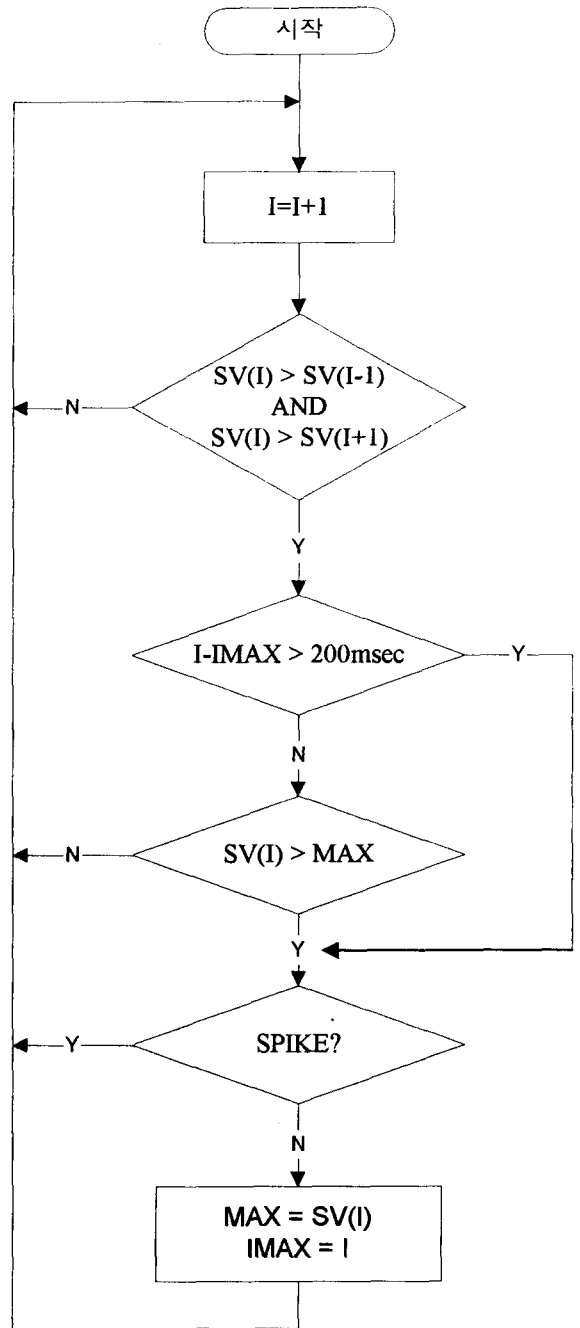 시작
I=I+1
SV(I) > SV(I-1)
AND
SV(I) > SV(I+1)
N
Y
I-IMAX > 200msec
Y
N
SV(I) > MAX
N
Y
SPIKE?
Y
N
MAX = SV(I)
IMAX = I